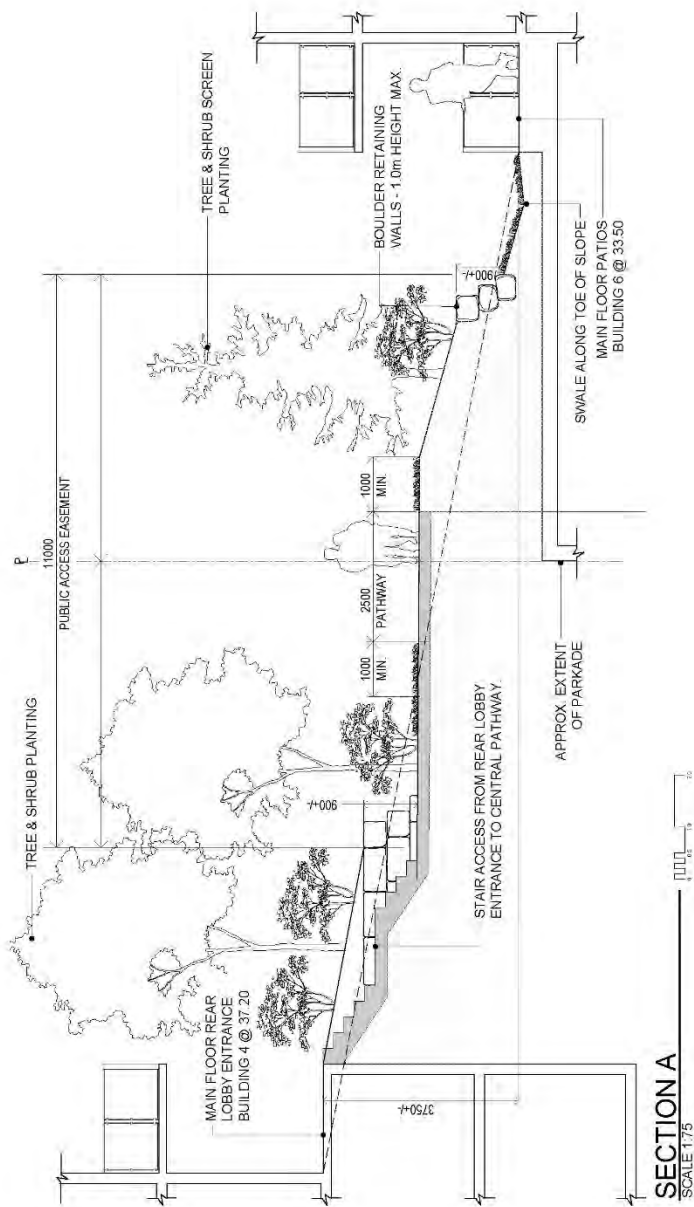 TREE & SHRUB PLANTING
11000
PUBLIC ACCESS EASEMENT
TREE & SHRUB SCREEN
PLANTING
MAIN FLOOR REAR
LOBBY ENTRANCE
BUILDING 4 @ 37.20
900+/-
1000
MIN.
2500
PATHWAY
1000
MIN.
BOULDER RETAINING
WALLS - 1.0m HEIGHT MAX.
900+/-
3750+/-
STAIR ACCESS FROM REAR LOBBY
ENTRANCE TO CENTRAL PATHWAY.
APPROX. EXTENT
OF PARKADE
SWALE ALONG TOE OF SLOPE
MAIN FLOOR PATIOS
BUILDING 6 @ 33.50
SECTION A
SCALE 1:75